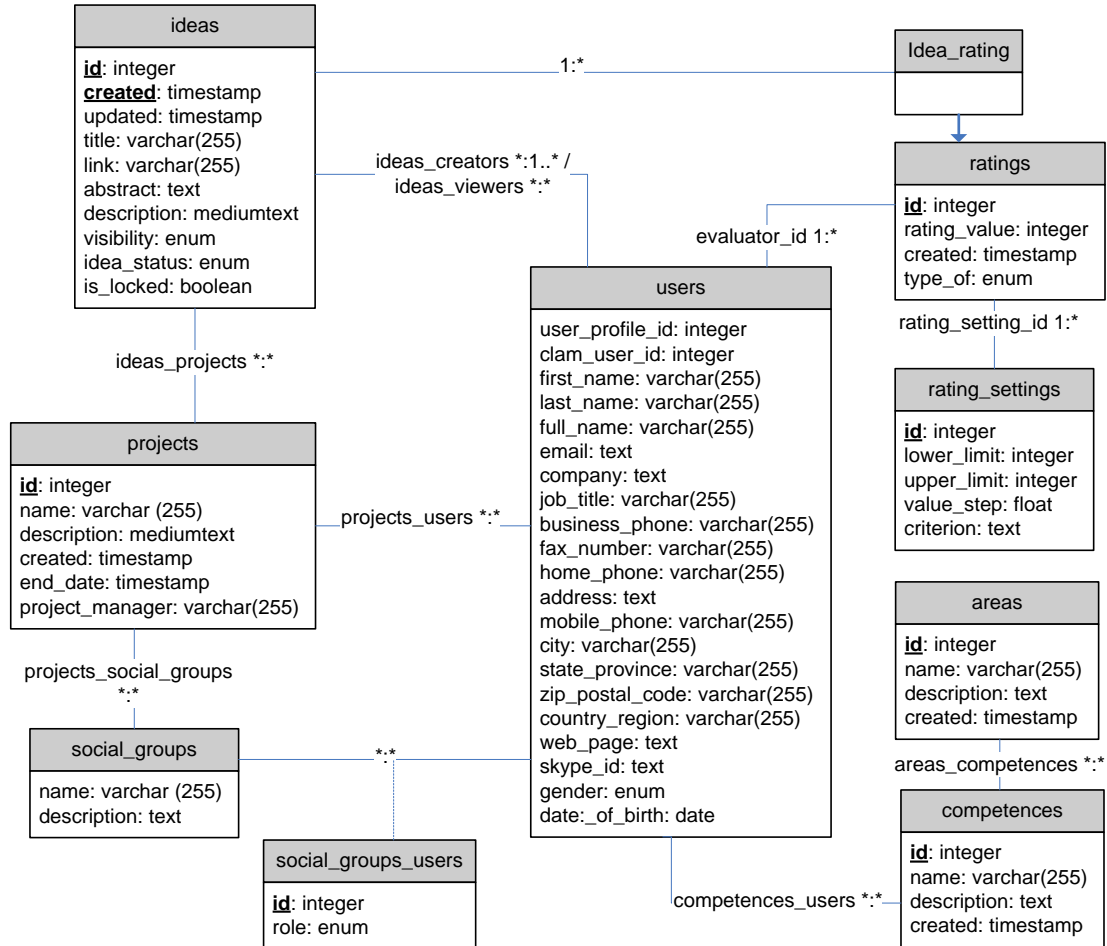 ideas
id: integer
created: timestamp
updated: timestamp
title: varchar(255)
link: varchar(255)
abstract: text
description: mediumtext
visibility: enum
idea_status: enum
is_locked: boolean
1:*
Idea_rating
ideas_creators *:1..* /
ideas_viewers *:*
evaluator_id 1:*
ratings
id: integer
rating_value: integer
created: timestamp
type_of: enum
rating_setting_id 1:*
rating_settings
id: integer
lower_limit: integer
upper_limit: integer
value_step: float
criterion: text
ideas_projects *:*
projects
id: integer
name: varchar (255)
description: mediumtext
created: timestamp
end_date: timestamp
project_manager: varchar(255)
projects_users *:*
users
user_profile_id: integer
clam_user_id: integer
first_name: varchar(255)
last_name: varchar(255)
full_name: varchar(255)
email: text
company: text
job_title: varchar(255)
business_phone: varchar(255)
fax_number: varchar(255)
home_phone: varchar(255)
address: text
mobile_phone: varchar(255)
city: varchar(255)
state_province: varchar(255)
zip_postal_code: varchar(255)
country_region: varchar(255)
web_page: text
skype_id: text
gender: enum
date:_of_birth: date
areas
id: integer
name: varchar(255)
description: text
created: timestamp
areas_competences *:*
projects_social_groups
*:*
social_groups
name: varchar (255)
description: text
*:*
social_groups_users
id: integer
role: enum
competences_users *:*
competences
id: integer
name: varchar(255)
description: text
created: timestamp